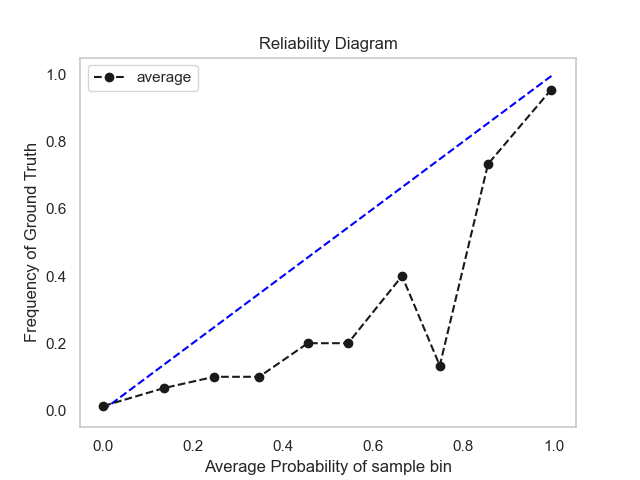 Reliability Diagram
average
Frequency of Ground Truth
1.0
0.8
0.6
0.4
0.2
0.0
0.0 0.2 0.4 0.6 0.8 1.0
Average Probability of sample bin